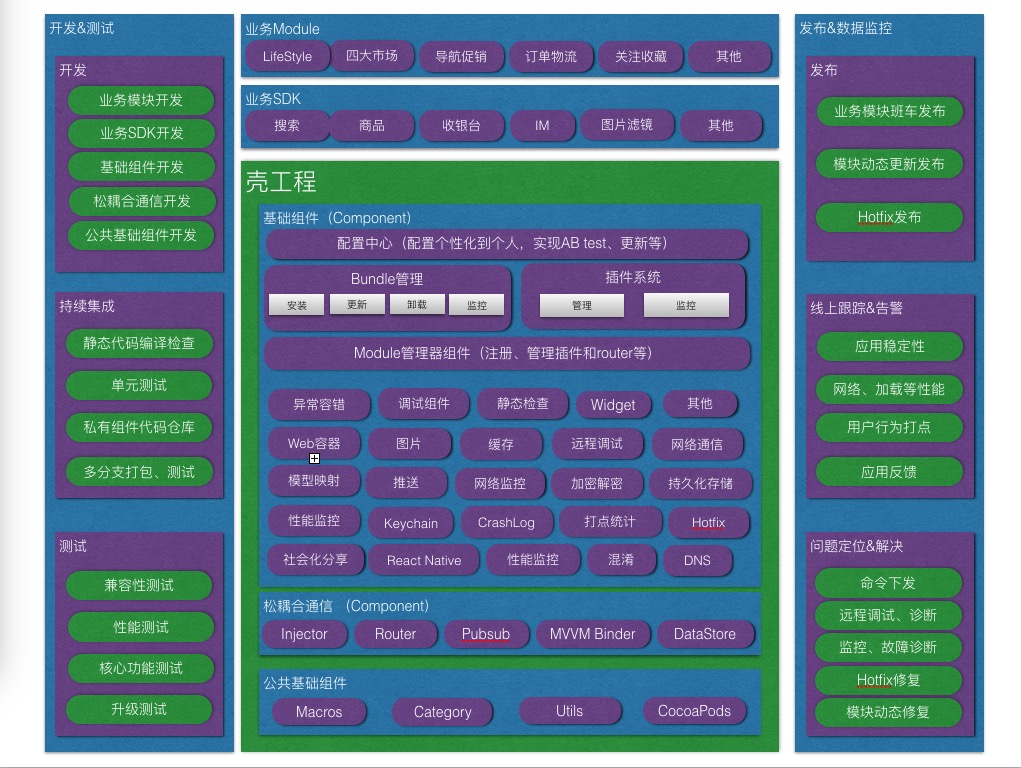 开发&测试
开发
业务模块开发
业务SDK开发
基础组件开发
松耦合通信开发
公共基础组件开发
持续集成
静态代码编译检查
单元测试
私有组件代码仓库
多分支打包、测试
测试
兼容性测试
性能测试
核心功能测试
升级测试
业务Module
LifeStyle 四大市场 导航促销 订单物流 关注收藏 其他
业务SDK
搜索 商品 收银台 IM 图片滤镜 其他
壳工程
基础组件（Component）
配置中心（配置个性化到个人，实现AB test、更新等）
Bundle管理
安装 更新 卸载 监控
插件系统
管理 监控
Module管理器组件（注册、管理插件和router等）
异常容错 调试组件 静态检查 Widget 其他
Web容器 图片 缓存 远程调试 网络通信
模型映射 推送 网络监控 加密解密 持久化存储
性能监控 Keychain CrashLog 打点统计 Hotfix
社会化分享 React Native 性能监控 混淆 DNS
松耦合通信 （Component）
Injector Router Pubsub MVVM Binder DataStore
公共基础组件
Macros Category Utils CocoaPods
发布&数据监控
发布
业务模块班车发布
模块动态更新发布
Hotfix发布
线上跟踪&告警
应用稳定性
网络、加载等性能
用户行为打点
应用反馈
问题定位&解决
命令下发
远程调试、诊断
监控、故障诊断
Hotfix修复
模块动态修复